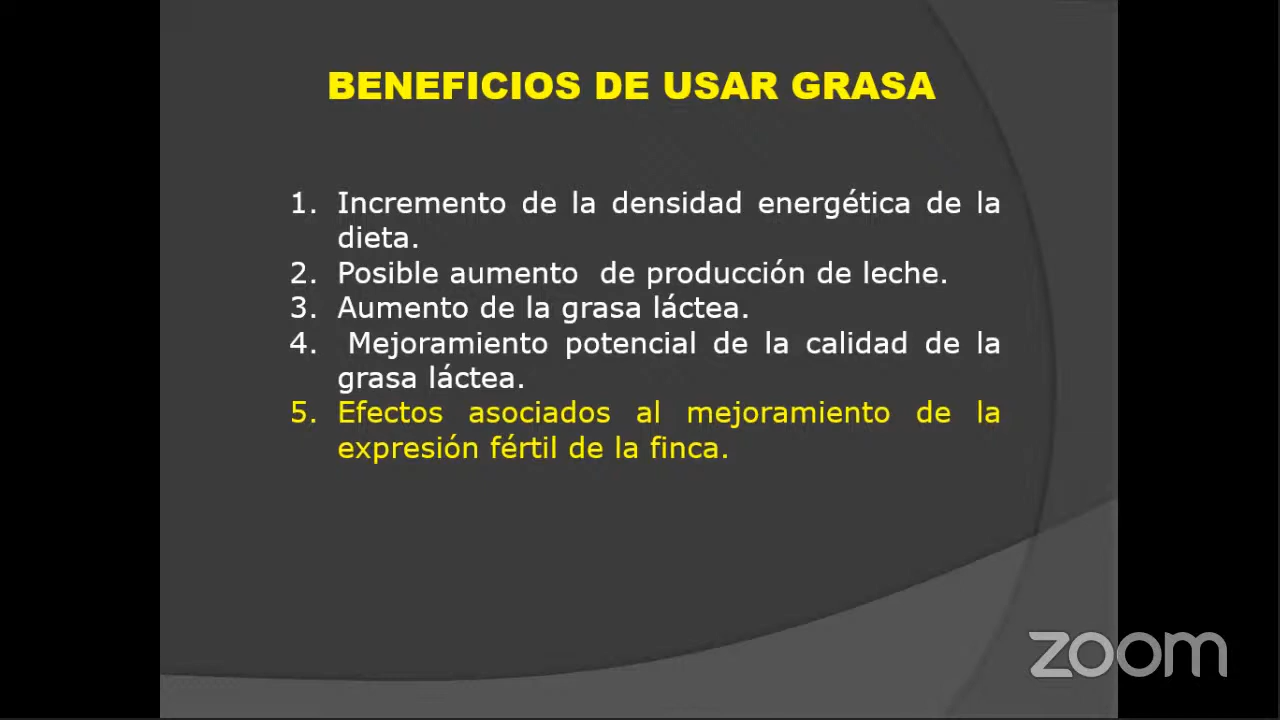 BENEFICIOS DE USAR GRASA
1. Incremento de la densidad energética de la
dieta.
2. Posible aumento de producción de leche.
3. Aumento de la grasa láctea.
4. Mejoramiento potencial de la calidad de la
grasa láctea.
5. Efectos asociados al mejoramiento de la
expresión fértil de la finca.
zoom